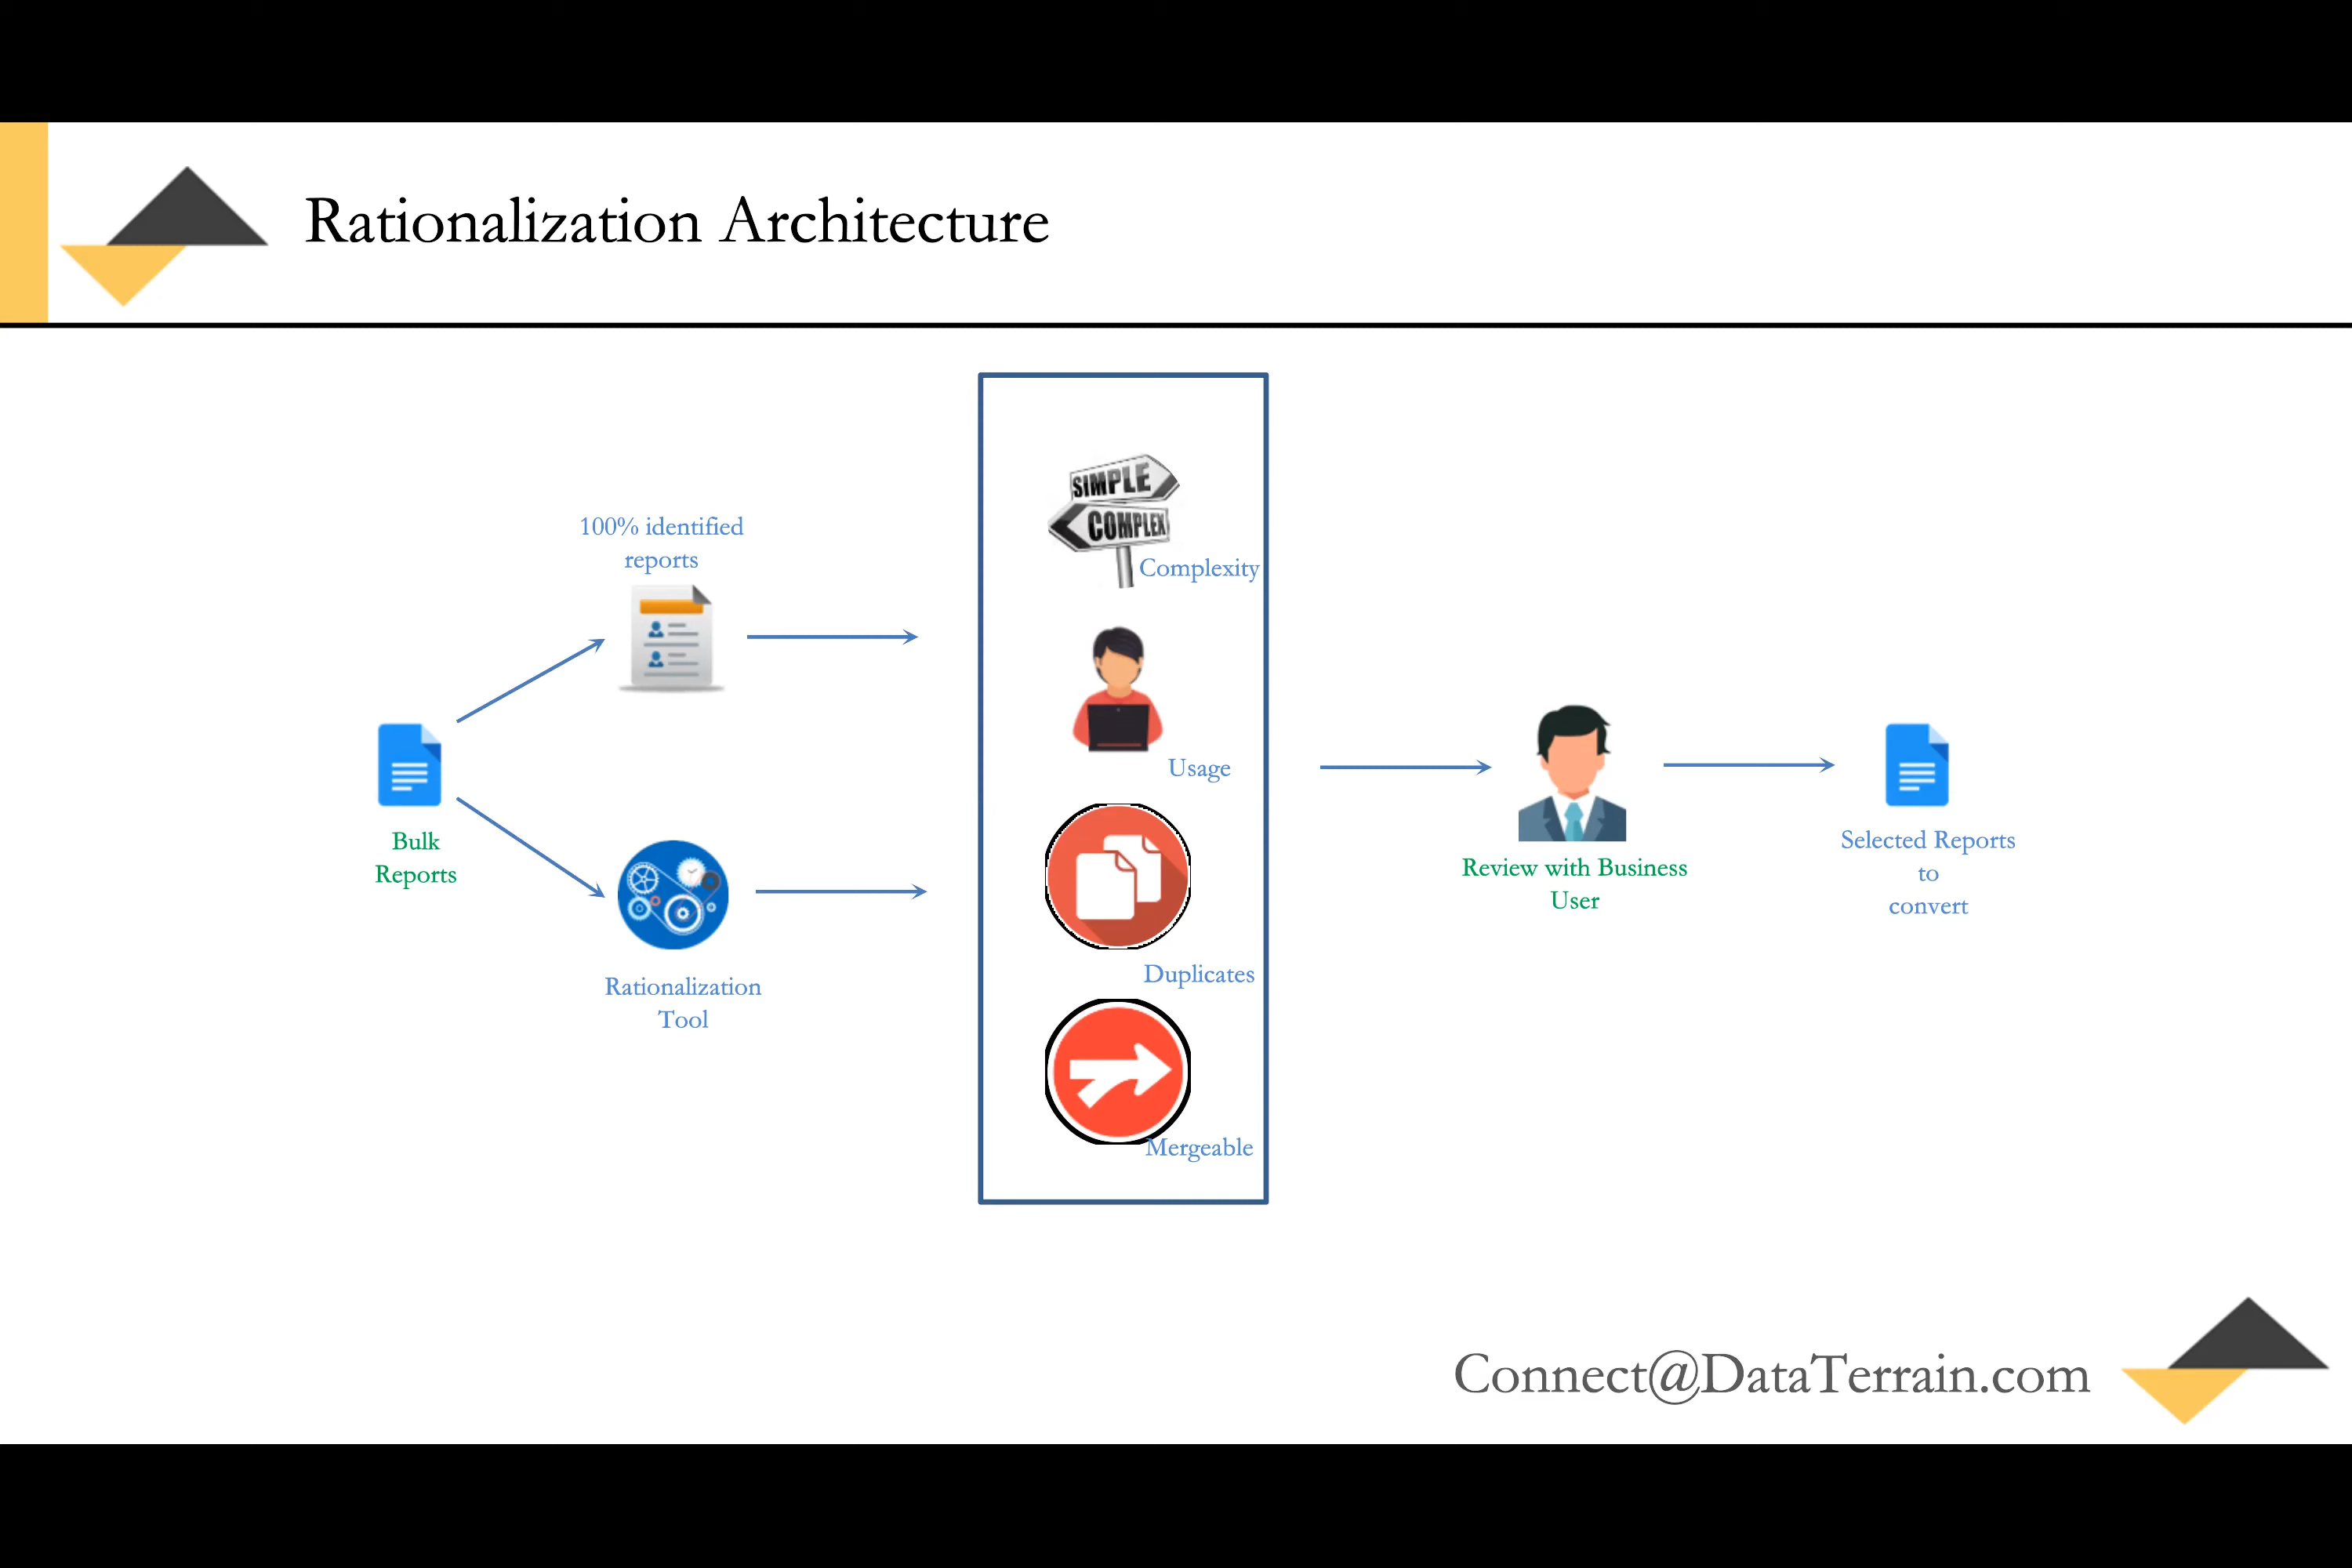 Rationalization Architecture
100% identified
reports
Bulk
Reports
Rationalization
Tool
SIMPLE
COMPLEX
Complexity
Usage
Duplicates
Mergeable
Review with Business
User
Selected Reports
to
convert
Connect@DataTerrain.com